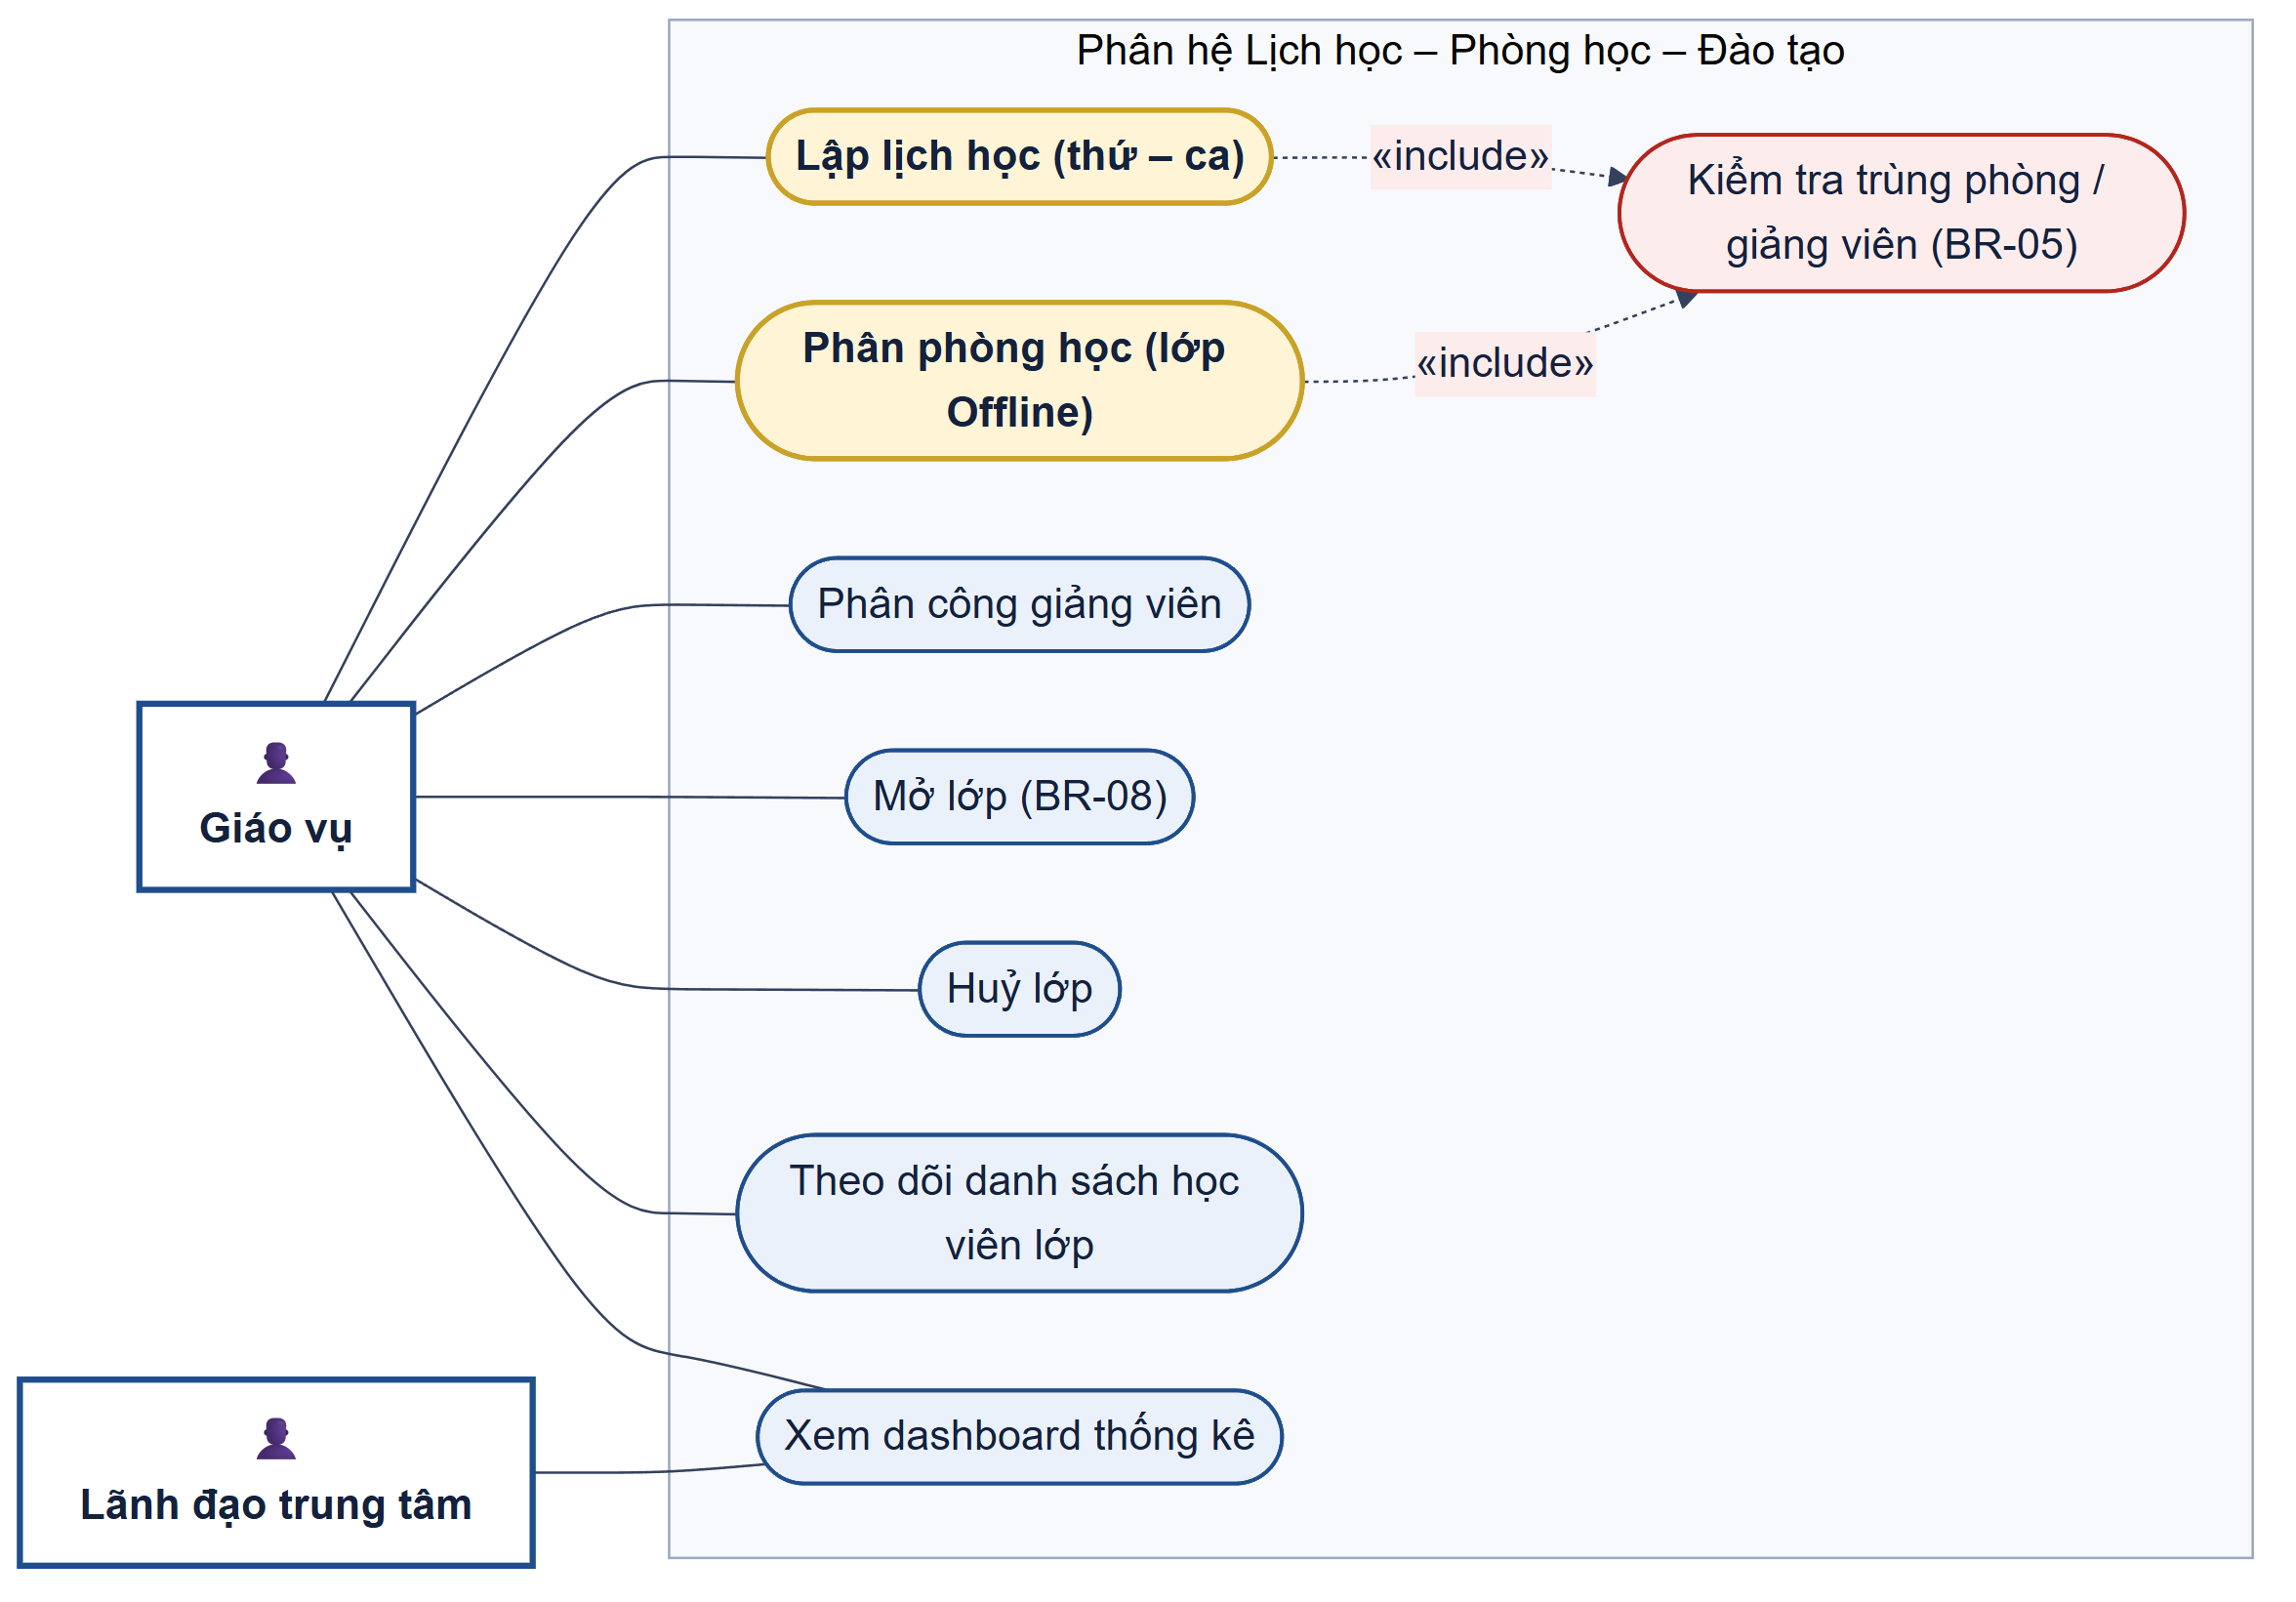 Phân hệ Lịch học – Phòng học – Đào tạo
Lập lịch học (thứ – ca)
«include»
Kiểm tra trùng phòng /
giảng viên (BR-05)
Phân phòng học (lớp
Offline)
«include»
Phân công giảng viên
Mở lớp (BR-08)
Giáo vụ
Huỷ lớp
Theo dõi danh sách học
viên lớp
Xem dashboard thống kê
Lãnh đạo trung tâm